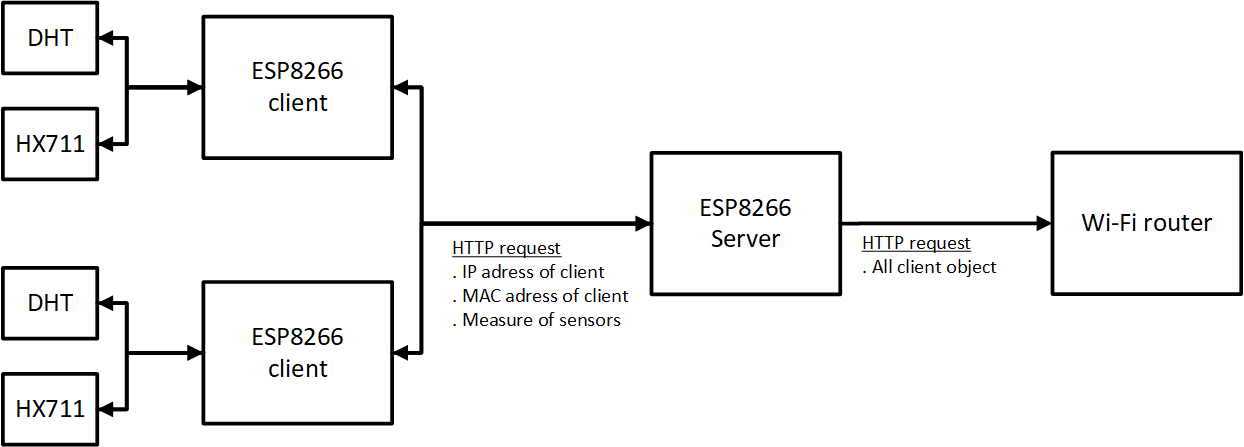 DHT
HX711
ESP8266
client
DHT
HX711
ESP8266
client
HTTP request
. IP adress of client
. MAC adress of client
. Measure of sensors
ESP8266
Server
HTTP request
. All client object
Wi-Fi router